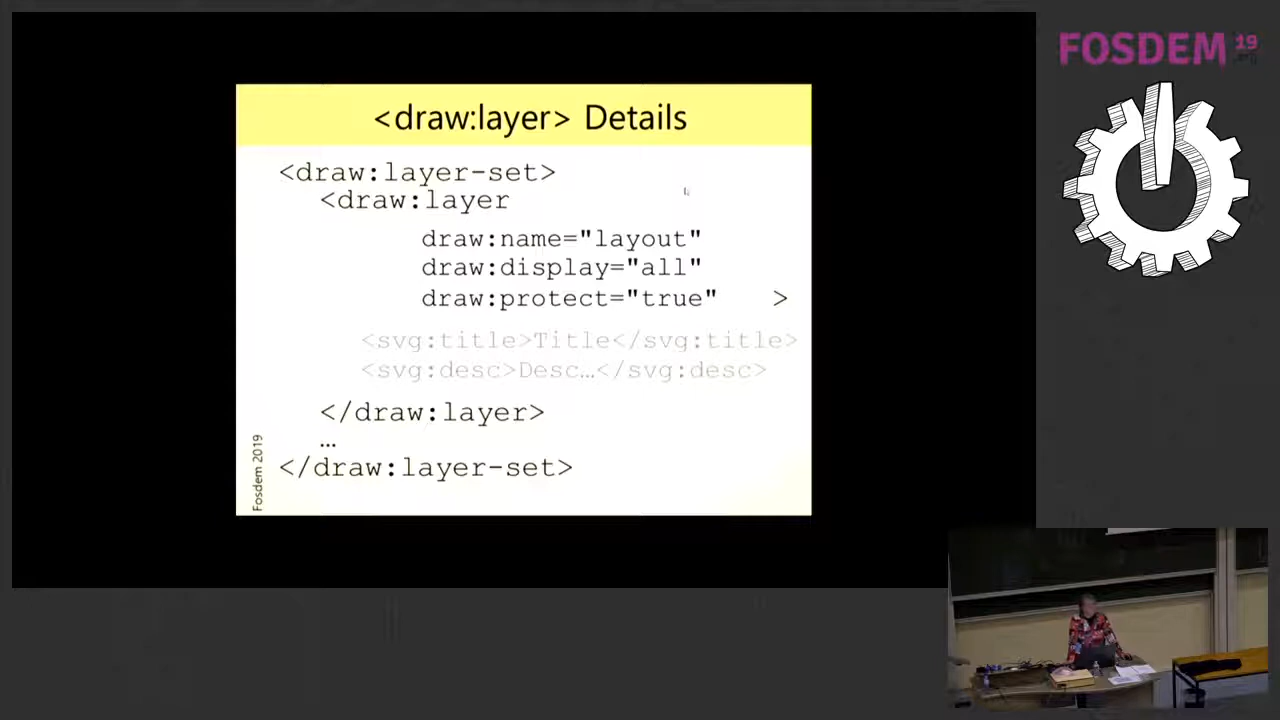 <draw:layer> Details
<draw:layer-set>
<draw:layer
draw:name="layout"
draw:display="all"
draw:protect="true" >
<svg:title>Title</svg:title>
<svg:desc>Desc…</svg:desc>
</draw:layer>
…
</draw:layer-set>
Fosdem 2019
FOSDEM 19
.org